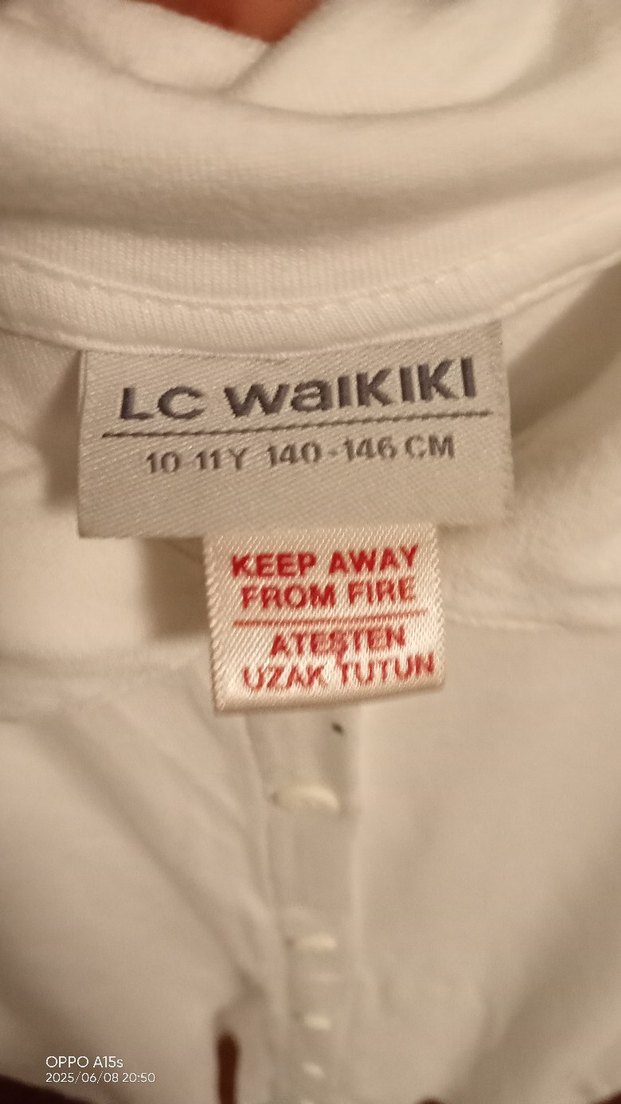 LC WAIKIKI
10-11Y 140-146 CM
KEEP AWAY
FROM FIRE
ATEŞTEN
UZAK TUTUN
OPPO A15s
2025/06/08 20:50